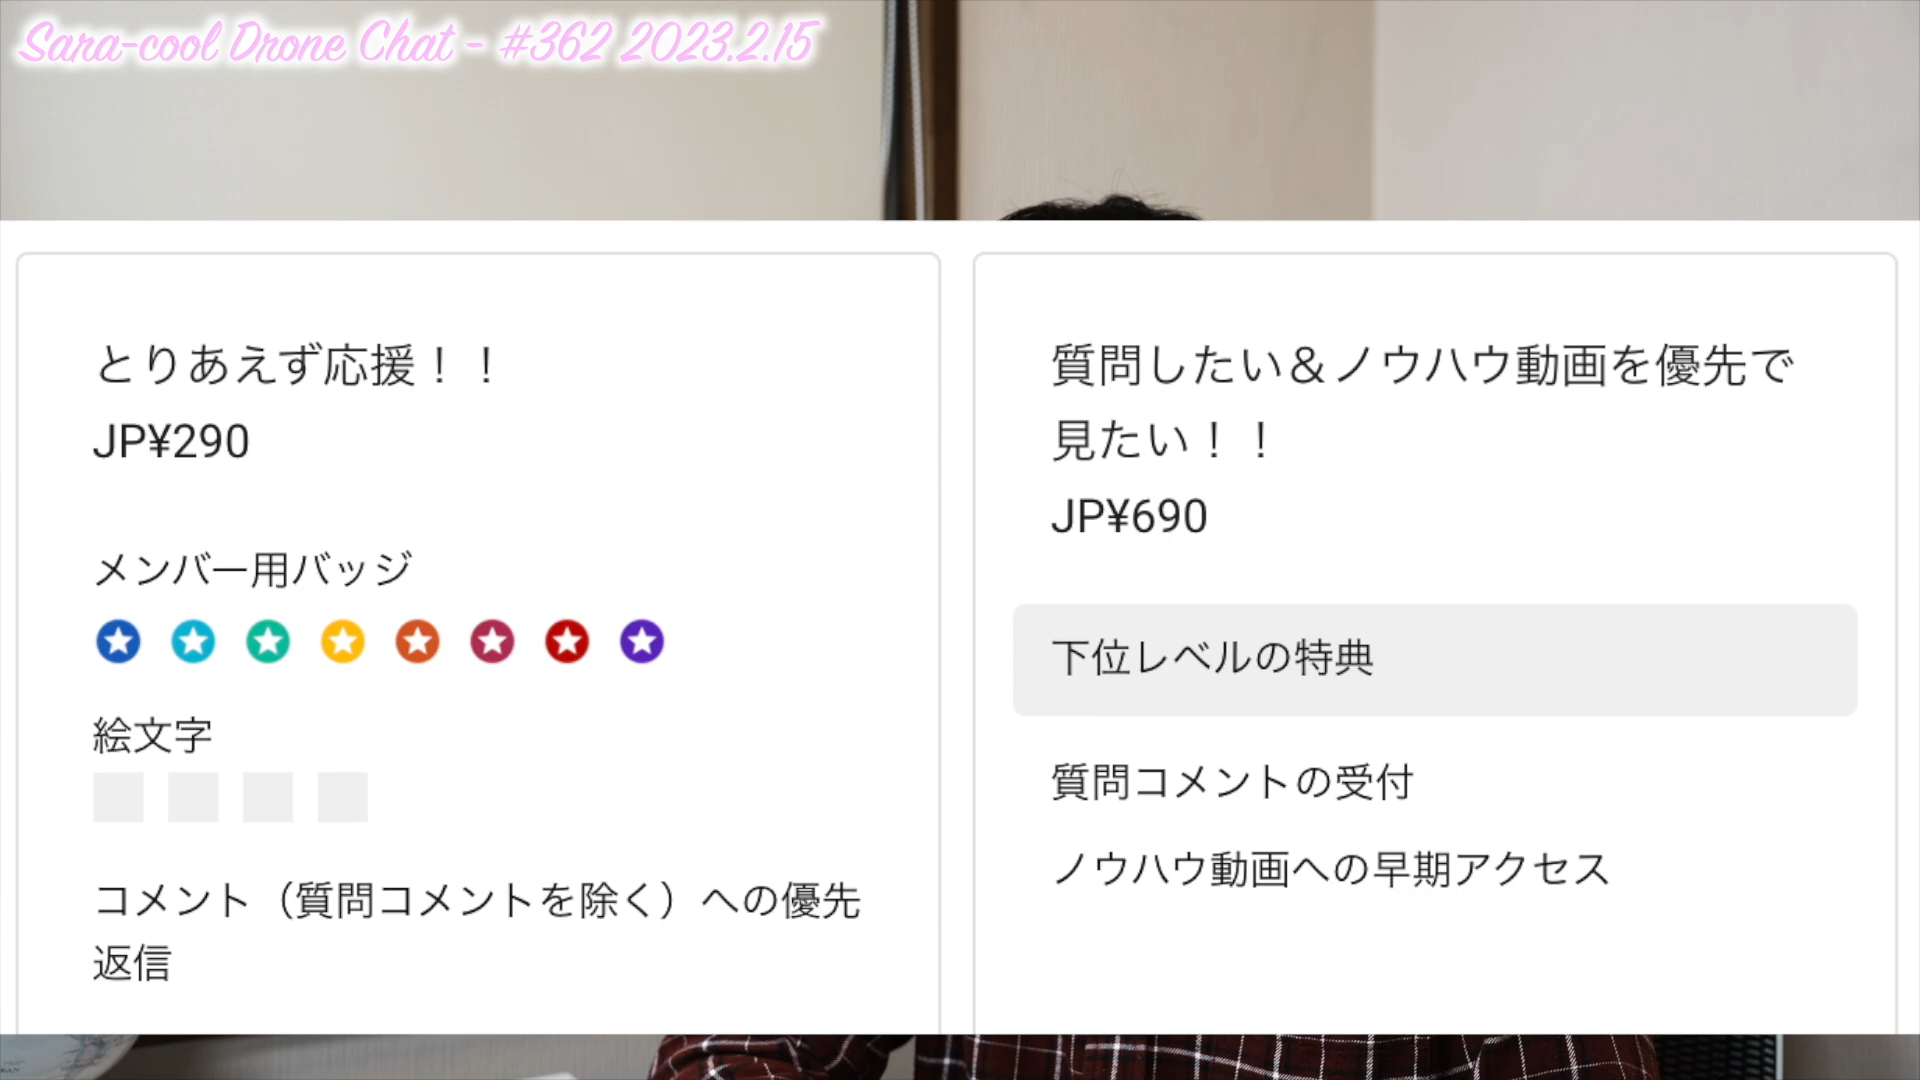 Sara-cool Drone Chat - #362 2023.2.15
とりあえず応援！！
JP¥290
メンバー用バッジ
絵文字
コメント（質問コメントを除く）への優先
返信
質問したい＆ノウハウ動画を優先で
見たい！！
JP¥690
下位レベルの特典
質問コメントの受付
ノウハウ動画への早期アクセス